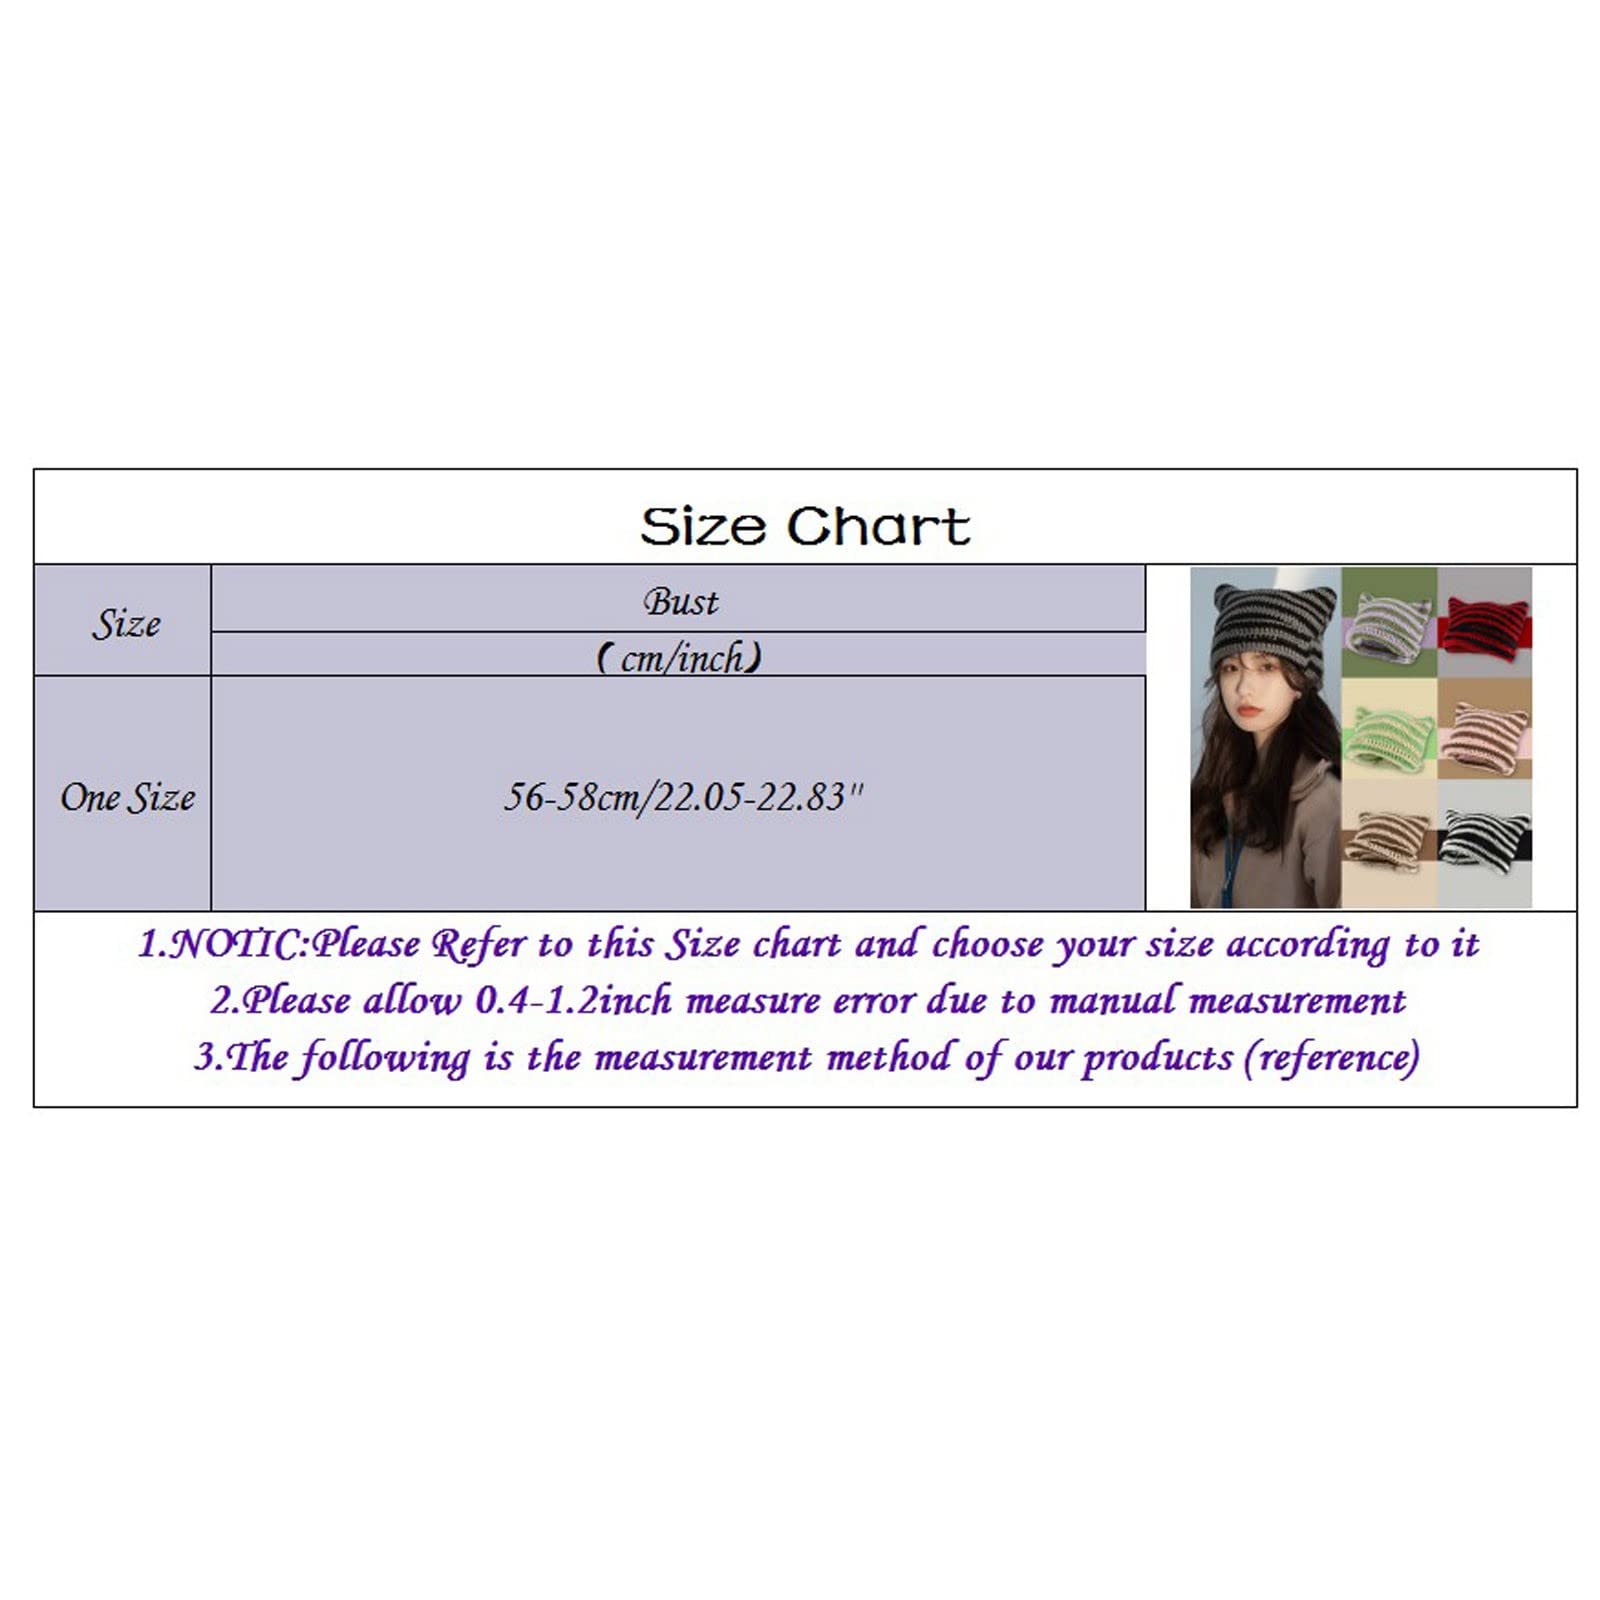 Size Chart
Size
Bust
( cm/inch)
One Size
56-58cm/22.05-22.83"
1.NOTIC:Please Refer to this Size chart and choose your size according to it
2.Please allow 0.4-1.2inch measure error due to manual measurement
3.The following is the measurement method of our products (reference)